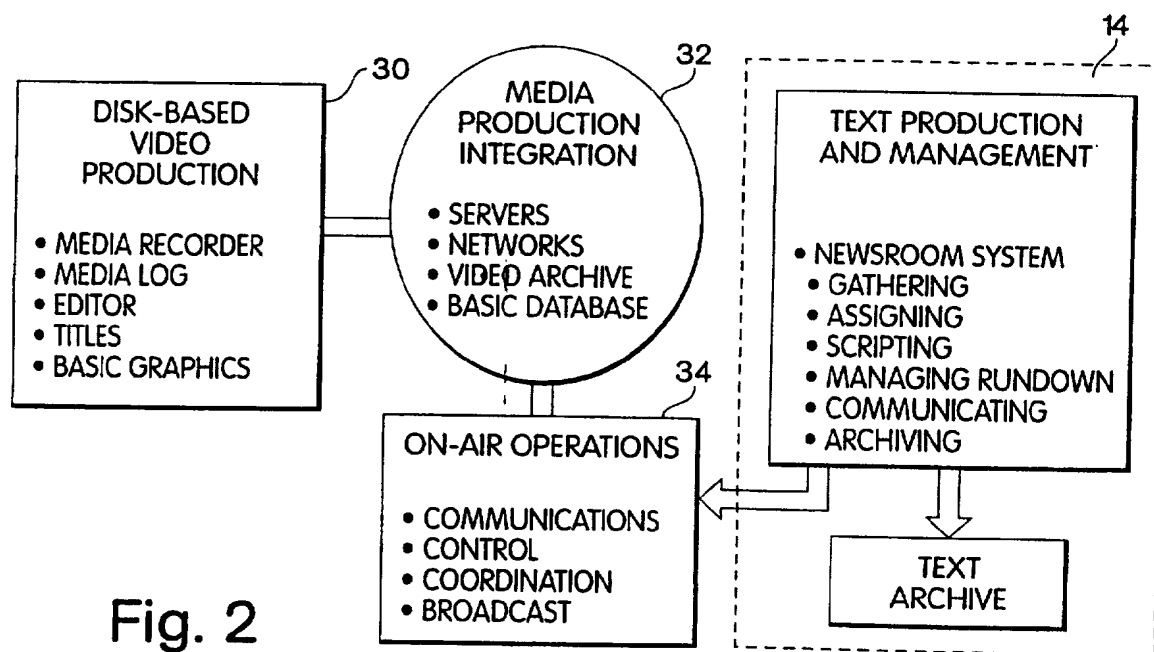 30
DISK-BASED
VIDEO
PRODUCTION
• MEDIA RECORDER
• MEDIA LOG
• EDITOR
• TITLES
• BASIC GRAPHICS
32
MEDIA
PRODUCTION
INTEGRATION
• SERVERS
• NETWORKS
• VIDEO ARCHIVE
• BASIC DATABASE
34
ON-AIR OPERATIONS
• COMMUNICATIONS
• CONTROL
• COORDINATION
• BROADCAST
14
TEXT PRODUCTION
AND MANAGEMENT
• NEWSROOM SYSTEM
• GATHERING
• ASSIGNING
• SCRIPTING
• MANAGING RUNDOWN
• COMMUNICATING
• ARCHIVING
TEXT
ARCHIVE
Fig. 2